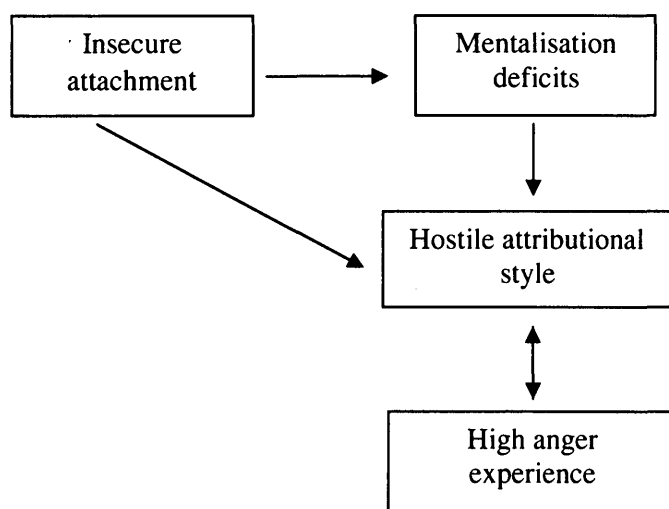 Insecure
attachment
Mentalisation
deficits
Hostile attributional
style
High anger
experience